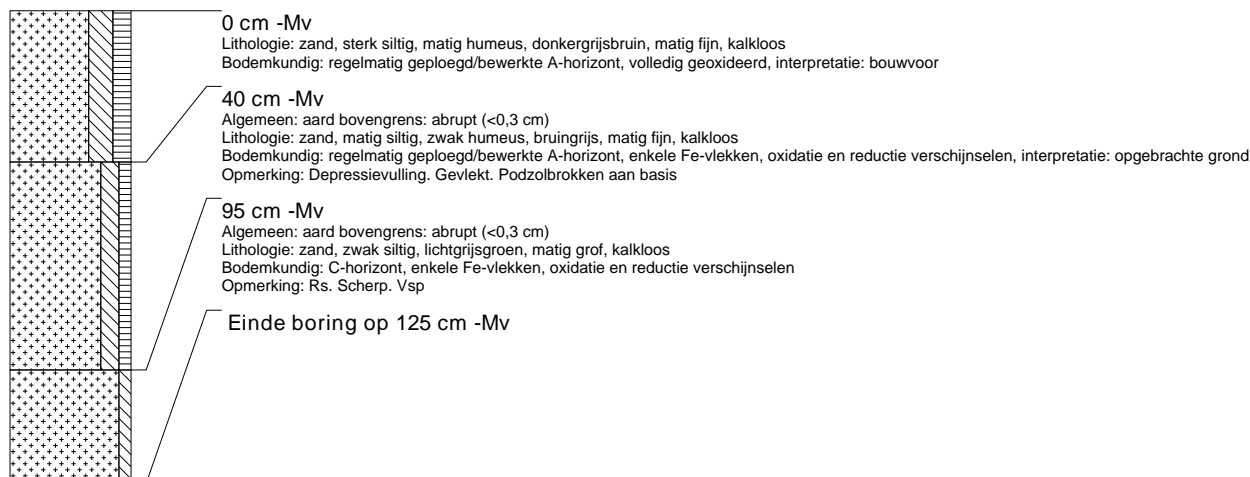 0 cm -Mv
Lithologie: zand, sterk siltig, matig humeus, donkergrijsbruin, matig fijn, kalkloos
Bodemkundig: regelmatig geploegd/bewerkte A-horizont, volledig geoxideerd, interpretatie: bouwvoor
40 cm -Mv
Algemeen: aard bovengrens: abrupt (<0,3 cm)
Lithologie: zand, matig siltig, zwak humeus, bruingrijs, matig fijn, kalkloos
Bodemkundig: regelmatig geploegd/bewerkte A-horizont, enkele Fe-vlekken, oxidatie en reductie verschijnselen, interpretatie: opgebrachte grond
Opmerking: Depressievulling. Gevlekt. Podzolbrokken aan basis
95 cm -Mv
Algemeen: aard bovengrens: abrupt (<0,3 cm)
Lithologie: zand, zwak siltig, lichtgrijsgroen, matig grof, kalkloos
Bodemkundig: C-horizont, enkele Fe-vlekken, oxidatie en reductie verschijnselen
Opmerking: Rs. Scherp. Vsp
Einde boring op 125 cm -Mv